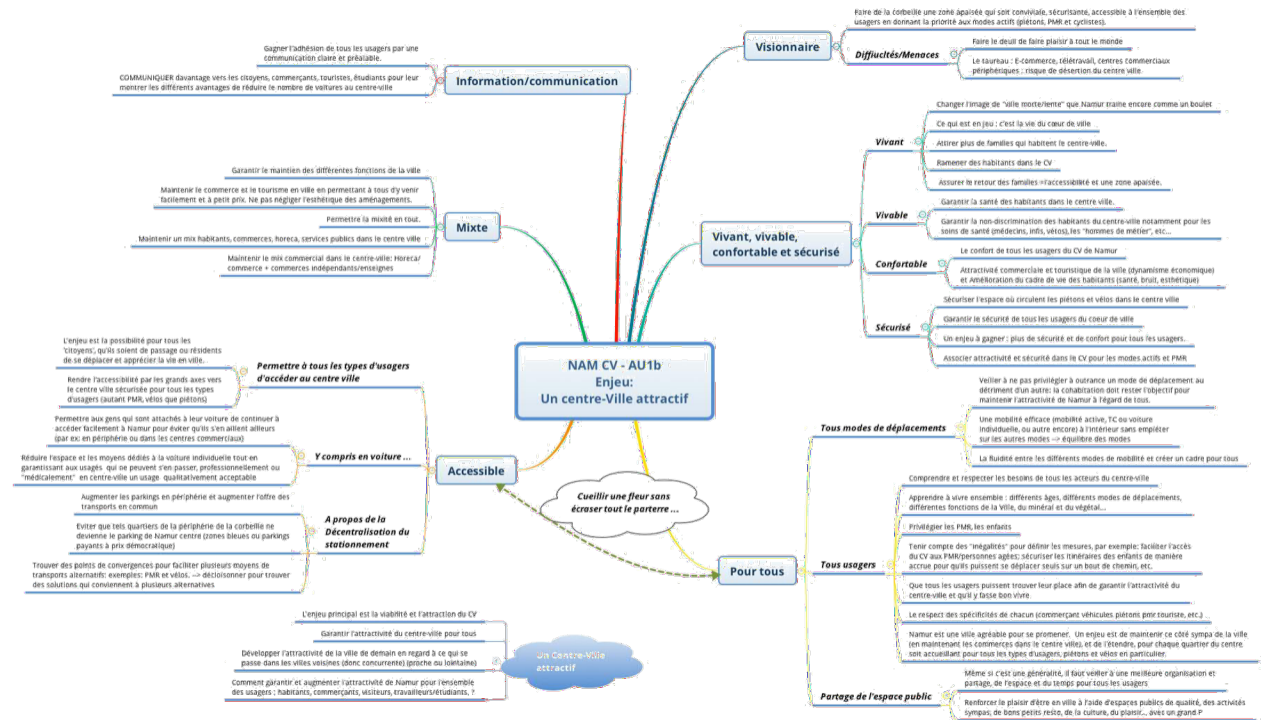 NAM CV - AU1b
Enjeu:
Un centre-Ville attractif
Visionnaire
Faire de la corbeille une zone apaisée qui soit conviviale, sécurisante, accessible à l'ensemble des
usagers en donnant la priorité aux modes actifs (piétons, PMR et cyclistes).
Diffiuclités/Menaces
Faire le deuil de faire plaisir à tout le monde
Le taureau : E-commerce, télétravail, centres commerciaux
périphériques : risque de désertion du centre ville
Vivant, vivable,
confortable et sécurisé
Vivant
Changer l'image de "ville morte/lente" que Namur traine encore comme un boulet
Ce qui est en jeu : c'est la vie du cœur de ville
Attirer plus de familles qui habitent le centre-ville.
Ramener des habitants dans le CV
Assurer le retour des familles =l'accessibilité et une zone apaisée.
Vivable
Garantir la santé des habitants dans le centre ville.
Garantir la non-discrimination des habitants du centre-ville notamment pour les
soins de santé (médecins, infis, vétos), les "hommes de métier", etc...
Confortable
Le confort de tous les usagers du CV de Namur
Attractivité commerciale et touristique de la ville (dynamisme économique)
et Amélioration du cadre de vie des habitants (santé, bruit, esthétique)
Sécurisé
Sécuriser l'espace où circulent les piétons et vélos dans le centre ville
Garantir le sécurité de tous les usagers du coeur de ville
Un enjeu à gagner : plus de sécurité et de confort pour tous les usagers.
Associer attractivité et sécurité dans le CV pour les modes actifs et PMR
Pour tous
Tous modes de déplacements
Veiller à ne pas privilégier à outrance un mode de déplacement au
détriment d'un autre: la cohabitation doit rester l'objectif pour
maintenir l'attractivité de Namur à l'égard de tous.
Une mobilité efficace (mobilité active, TC ou voiture
individuelle, ou autre encore) à l'intérieur sans empiéter
sur les autres modes --> équilibre des modes
La fluidité entre les différents modes de mobilité et créer un cadre pour tous
Tous usagers
Comprendre et respecter les besoins de tous les acteurs du centre-ville
Apprendre à vivre ensemble : différents âges, différents modes de déplacements,
différentes fonctions de la Ville, du minéral et du végétal...
Privilégier les PMR, les enfants
Tenir compte des "inégalités" pour définir les mesures, par exemple: faciliter l'accès
du CV aux PMR/personnes agées; sécuriser les itinéraires des enfants de manière
accrue pour qu'ils puissent se déplacer seuls sur un bout de chemin, etc.
Que tous les usagers puissent trouver leur place afin de garantir l'attractivité du
centre-ville et qu'il y fasse bon vivre
Le respect des spécificités de chacun (commerçant véhicules piétons pmr touriste, etc.)
Namur est une ville agréable pour se promener. Un enjeu est de maintenir ce côté sympa de la ville
(en maintenant les commerces dans le centre ville), et de l'étendre, pour chaque quartier du centre
soit accueillant pour tous les types d'usagers, piétons et vélos en particulier.
Partage de l'espace public
Même si c'est une généralité, il faut veiller à une meilleure organisation et
partage, de l'espace et du temps pour tous les usagers
Renforcer le plaisir d'être en ville à l'aide d'espaces publics de qualité, des activités
sympas, de bons petits resto, de la culture, du plaisir... avec un grand P
Cueillir une fleur sans
écraser tout le parterre ...
Information/communication
Gagner l'adhésion de tous les usagers par une
communication claire et préalable.
COMMUNIQUER davantage vers les citoyens, commerçants, touristes, étudiants pour leur
montrer les différents avantages de réduire le nombre de voitures au centre-ville
Mixte
Garantir le maintien des différentes fonctions de la ville
Maintenir le commerce et le tourisme en ville en permettant à tous d'y venir
facilement et à petit prix. Ne pas négliger l'esthétique des aménagements.
Permettre la mixité en tout.
Maintenir un mix habitants, commerces, horeca, services publics dans le centre ville
Maintenir le mix commercial dans le centre-ville: Horeca/
commerce + commerces indépendants/enseignes
Accessible
Permettre à tous les types d'usagers
d'accéder au centre ville
L'enjeu est la possibilité pour tous les
'citoyens', qu'ils soient de passage ou résidents
de se déplacer et apprécier la vie en ville.
Rendre l'accessibilité par les grands axes vers
le centre ville sécurisée pour tous les types
d'usagers (autant PMR, vélos que piétons)
Y compris en voiture ...
Permettre aux gens qui sont attachés à leur voiture de continuer à
accéder facilement à Namur pour éviter qu'ils s'en aillent ailleurs
(par ex: en périphérie ou dans les centres commerciaux)
Réduire l'espace et les moyens dédiés à la voiture individuelle tout en
garantissant aux usagés qui ne peuvent s'en passer, professionellement ou
"médicalement" en centre-ville un usage qualitativement acceptable
A propos de la
Décentralisation du
stationnement
Augmenter les parkings en périphérie et augmenter l'offre des
transports en commun
Eviter que tels quartiers de la périphérie de la corbeille ne
devienne le parking de Namur centre (zones bleues ou parkings
payants à prix démocratique)
Trouver des points de convergences pour faciliter plusieurs moyens de
transports alternatifs: exemples: PMR et vélos. --> décloisonner pour trouver
des solutions qui conviennent à plusieurs alternatives
Un Centre-Ville
attractif
L'enjeu principal est la viabilité et l'attraction du CV
Garantir l'attractivité du centre-ville pour tous
Développer l'attractivité de la ville de demain en regard à ce qui se
passe dans les villes voisines (donc concurrente) (proche ou lointaine)
Comment garantir et augmenter l'attractivité de Namur pour l'ensemble
des usagers : habitants, commerçants, visiteurs, travailleurs/étudiants, ?